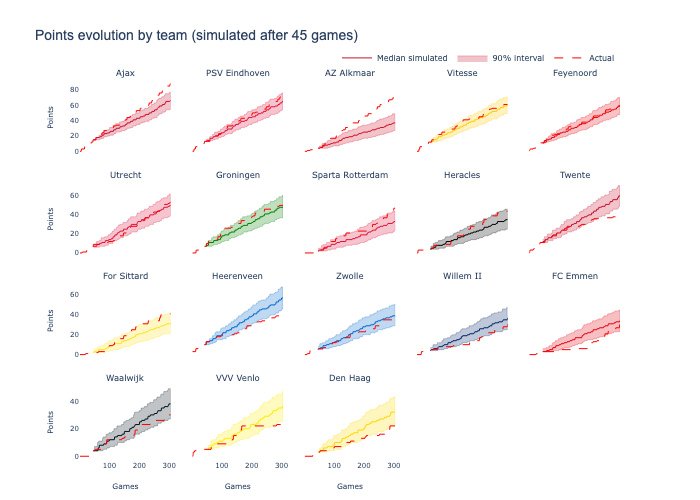 Points evolution by team (simulated after 45 games)
Median simulated 90% interval Actual
Ajax PSV Eindhoven AZ Alkmaar Vitesse Feyenoord
80
60
40
20
0
Points
Utrecht Groningen Sparta Rotterdam Heracles Twente
60
40
20
0
Points
For Sittard Heerenveen Zwolle Willem II FC Emmen
60
40
20
0
Points
Waalwijk VVV Venlo Den Haag
40
20
0
Points
100 200 300 100 200 300 100 200 300
Games Games